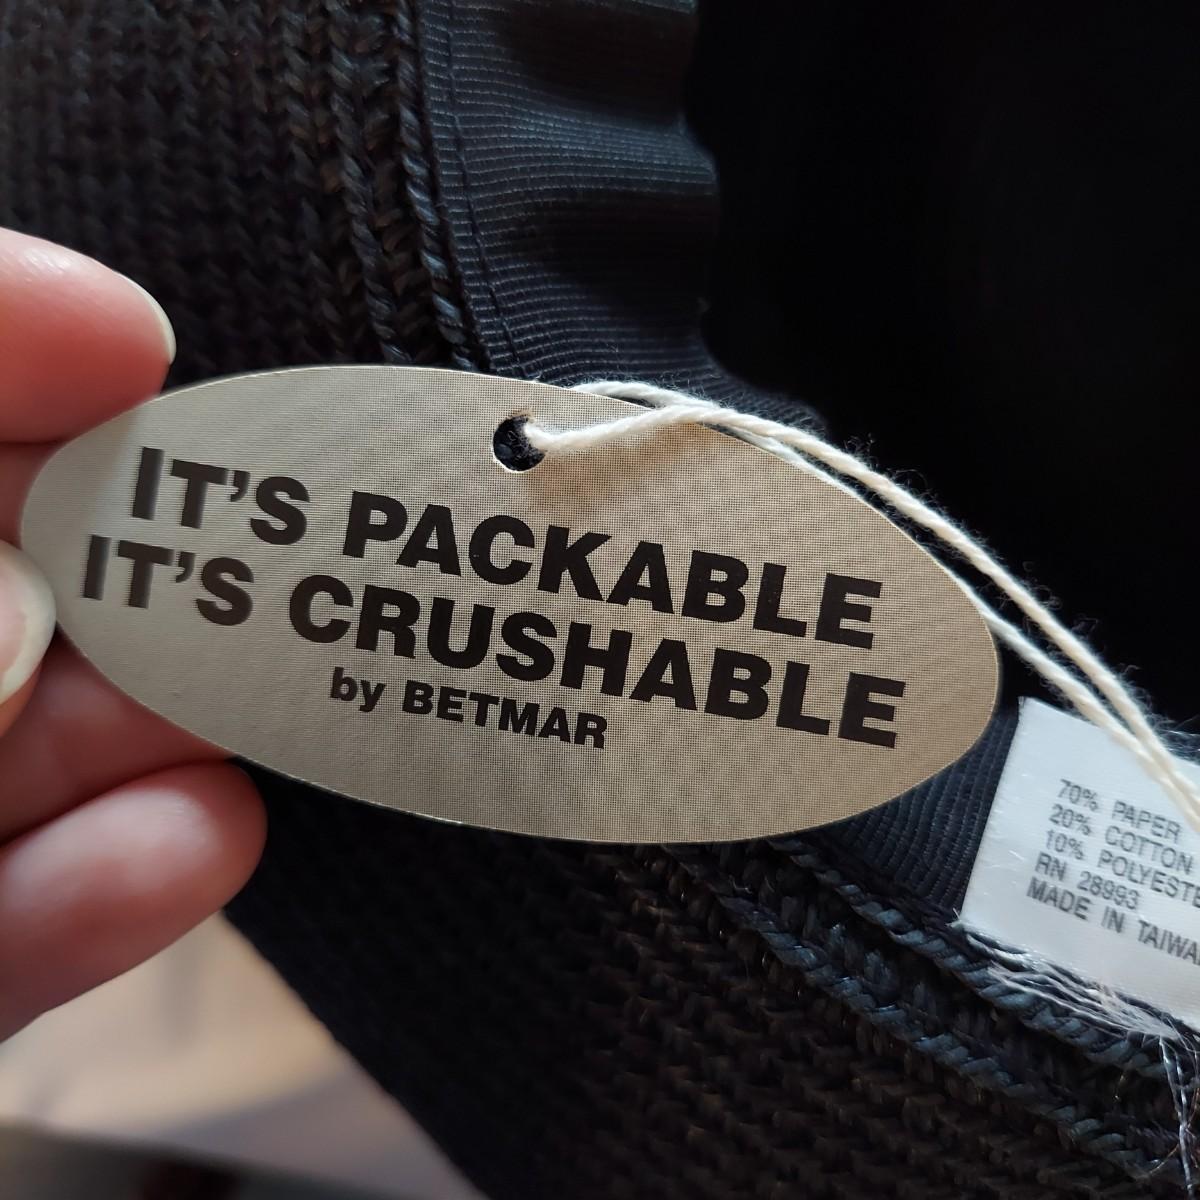 IT'S PACKABLE
IT'S CRUSHABLE
by BETMAR
70% PAPER
20% COTTON
10% POLYESTE
RN 28993
MADE IN TAIWA